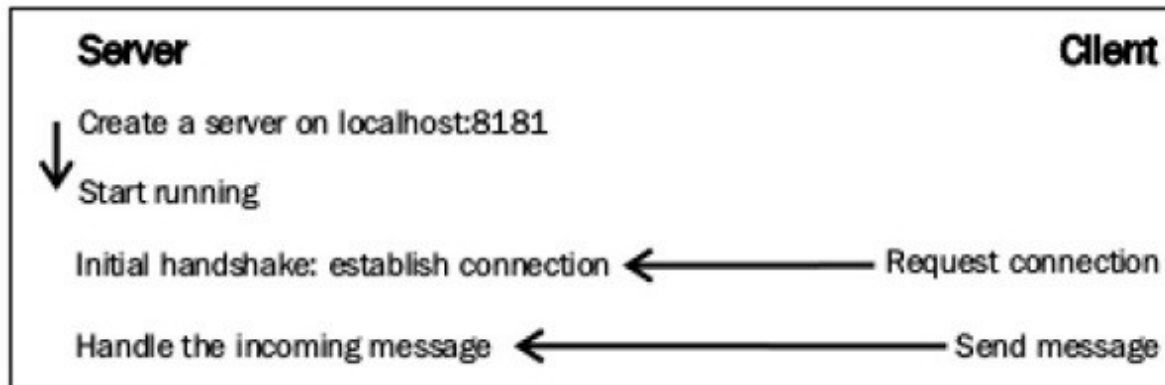 Server Client
Create a server on localhost:8181
Start running
Initial handshake: establish connection Request connection
Handle the incoming message Send message